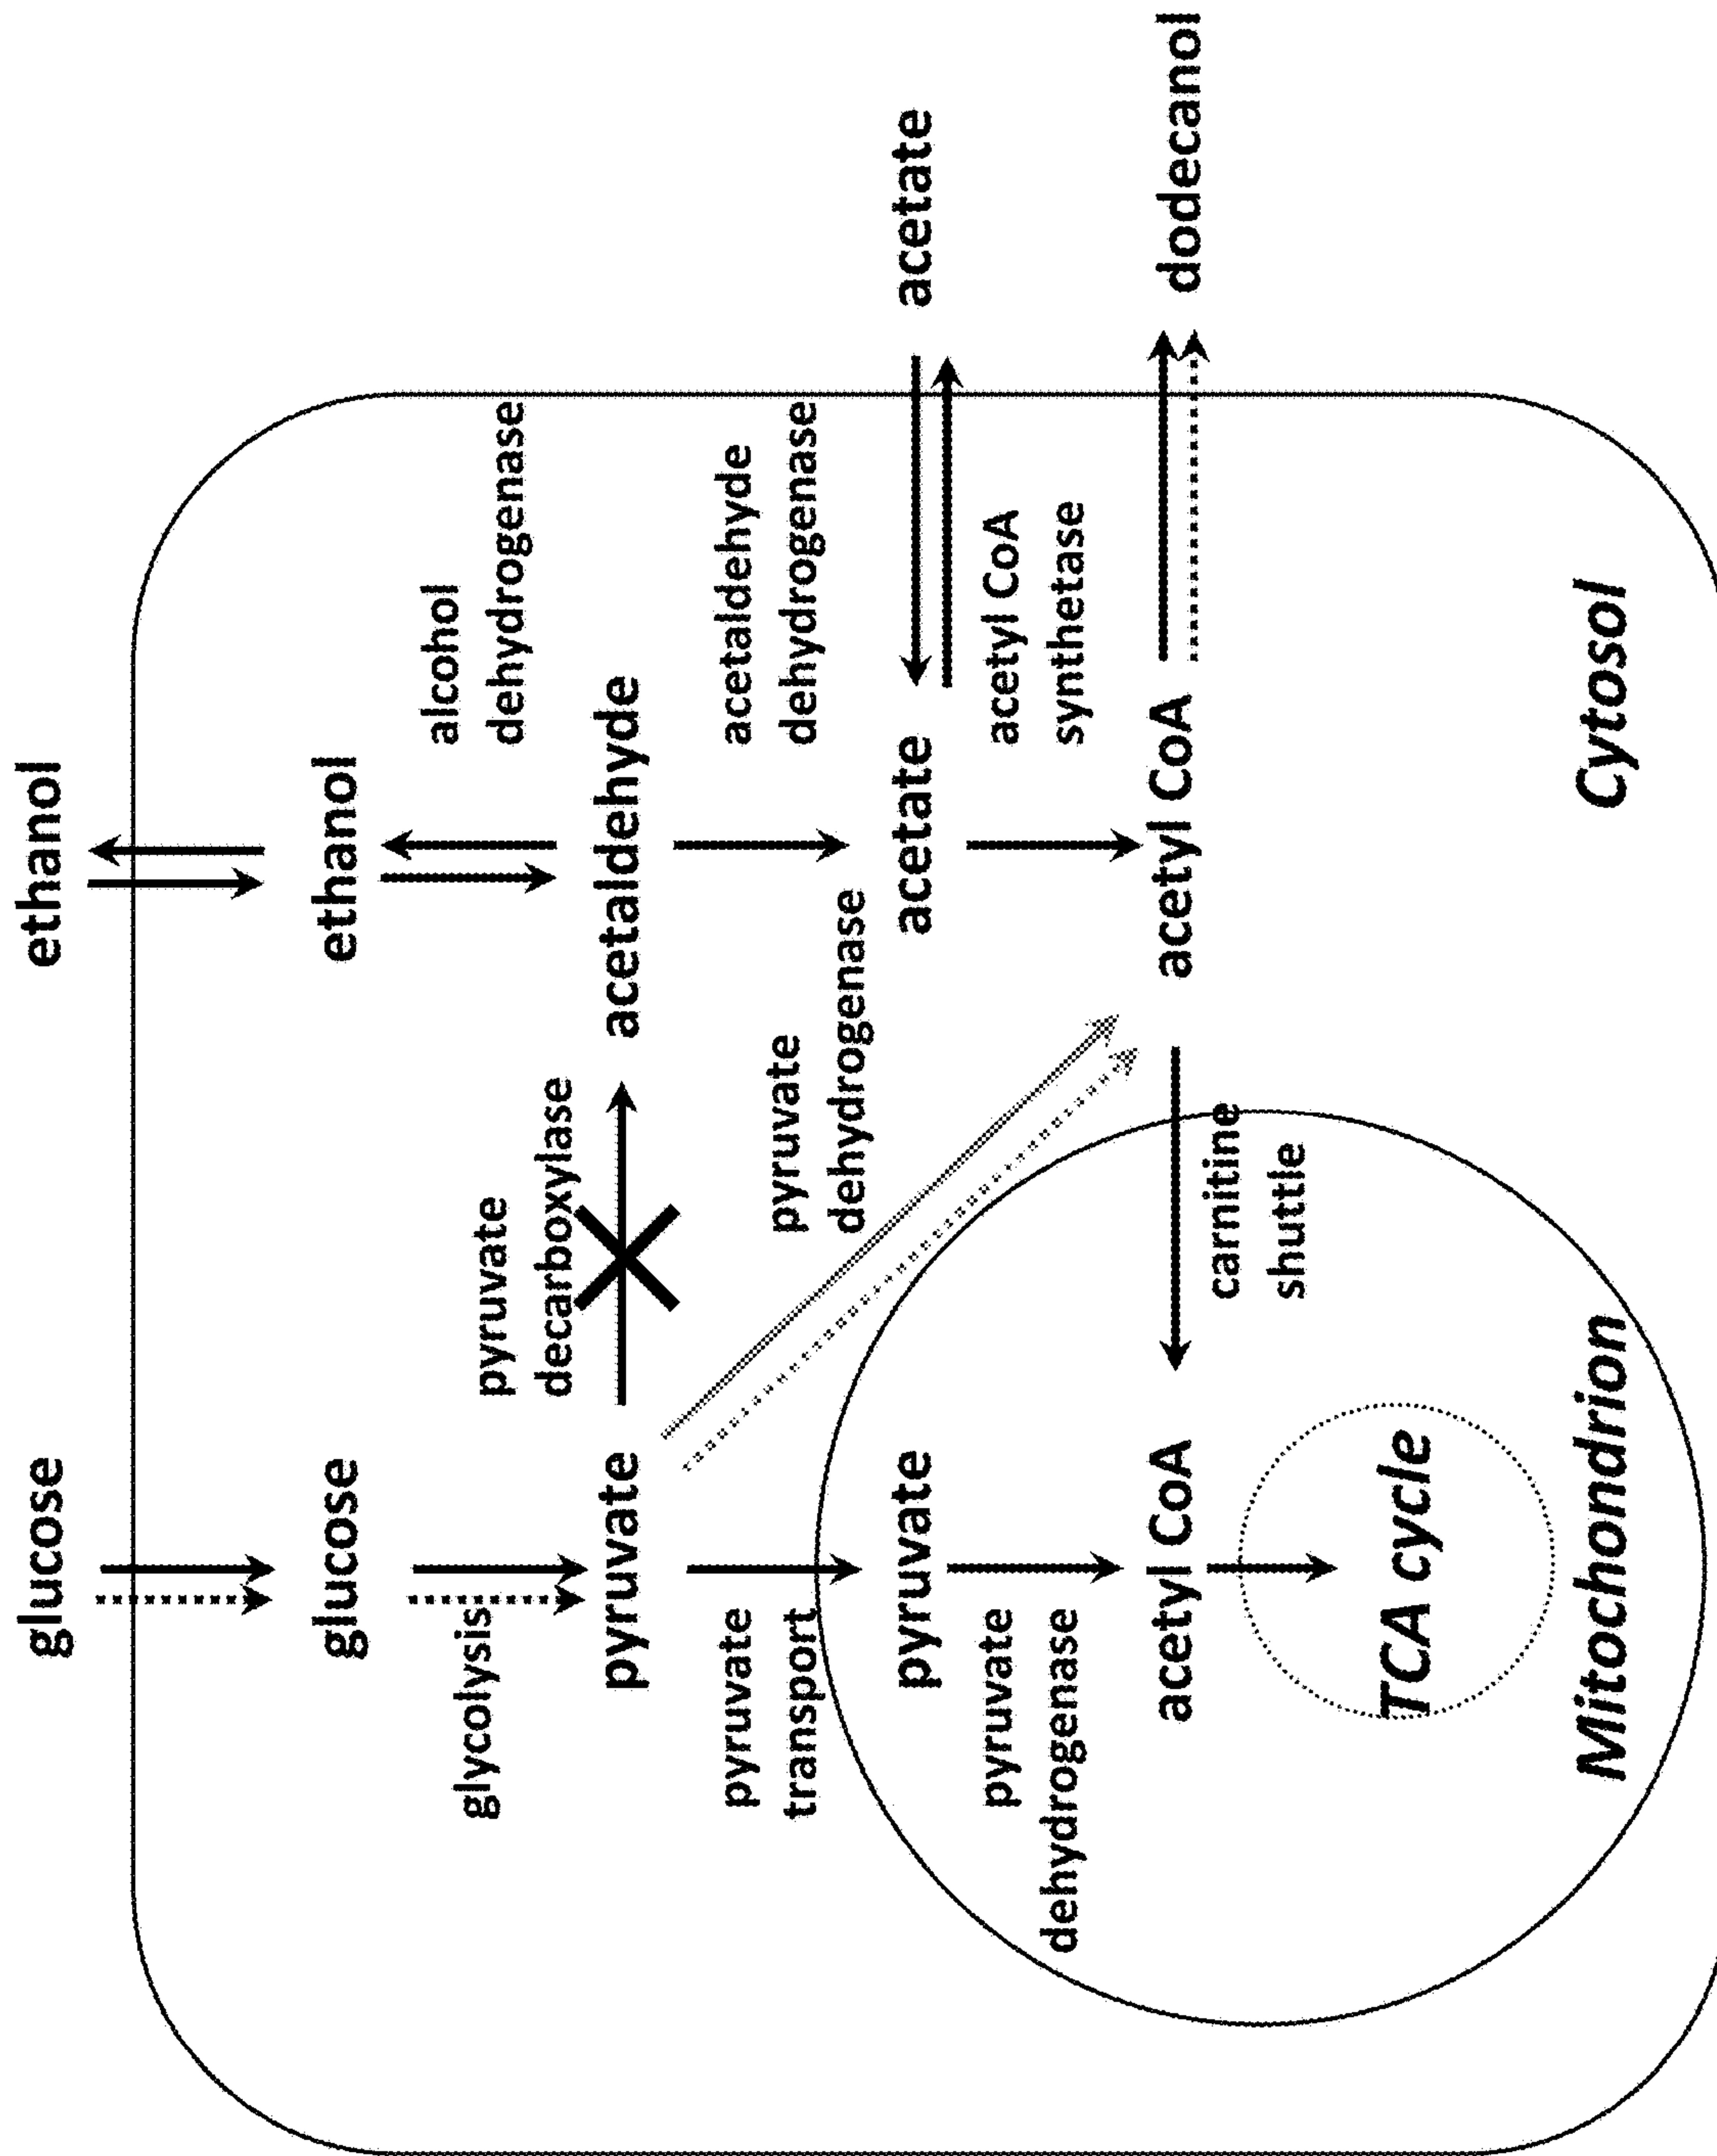 glucose
ethanol
glucose
ethanol
glycolysis
pyruvate
decarboxylase
alcohol
dehydrogenase
pyruvate
acetaldehyde
pyruvate
transport
pyruvate
dehydrogenase
acetaldehyde
dehydrogenase
pyruvate
acetate
acetate
pyruvate
dehydrogenase
acetyl CoA
synthetase
acetyl CoA
acetyl CoA
dodecanol
carnitine
shuttle
TCA cycle
Mitochondrion
Cytosol